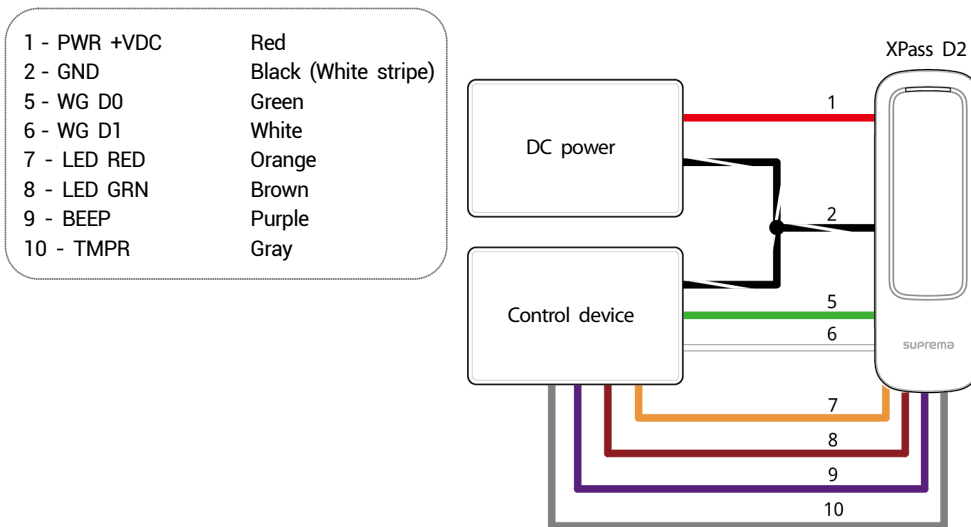 1 - PWR +VDC Red
2 - GND Black (White stripe)
5 - WG D0 Green
6 - WG D1 White
7 - LED RED Orange
8 - LED GRN Brown
9 - BEEP Purple
10 - TMPR Gray
XPass D2
DC power
1
2
Control device
5
6
suprema
7
8
9
10